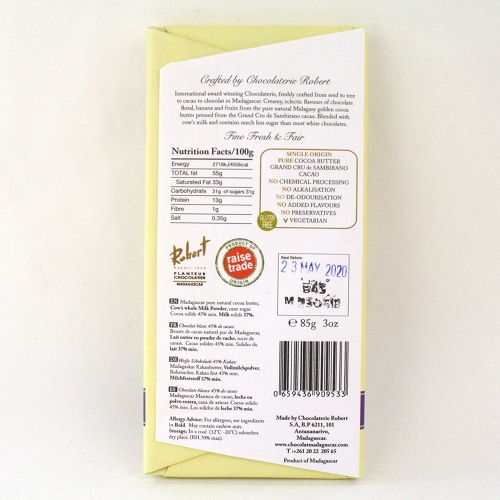 Crafted by Chocolaterie Robert
International award winning Chocolaterie, freshly crafted from seed to tree
to cacao to chocolat in Madagascar. Creamy, eclectic flavours of chocolate
floral, banana and fruits from the pure natural Malagasy golden cocoa
butter pressed from the Grand Cru de Sambirano cacao. Blended with
cow's milk and contains much less sugar than most white chocolates.
Fine Fresh & Fair
Nutrition Facts/100g
Energy 2716kJ/650kcal
TOTAL fat 55g
Saturated Fat 33g
Carbohydrate 31g of sugars 31g
Protein 13g
Fibre 1g
Salt 0.35g
SINGLE ORIGIN
PURE COCOA BUTTER
GRAND CRU de SAMBIRANO
CACAO
NO CHEMICAL PROCESSING
NO ALKALISATION
NO DE-ODOURISATION
NO ADDED FLAVOURS
NO PRESERVATIVES
V VEGETARIAN
GLUTEN
FREE
Robert
DEPUIS 1940
PLANTEUR
CHOCOLATIER
MADAGASCAR
PRODUCT OF
raise
trade
ORIGIN
Best Before:
23 MAY 2020
℮ 85g 3oz
EN Madagascar pure natural cocoa butter,
Cow's whole Milk Powder, cane sugar.
Cocoa solids 45% min. Milk solids 37%.
FR Chocolat blanc 45% de cacao:
Beurre de cacao naturel pur de Madagascar,
Lait entier en poudre de vache, sucre de
canne. Cacao solides 45% min. Solides de
lait 37% min.
DE Weiße Schokolade 45% Kakao:
Madagaskar Kakaobutter, Vollmilchpulver,
Rohrzucker. Kakao fest 45% min.
Milchfeststoff 37% min.
ES Chocolate blanco 45% de cacao:
Madagascar Manteca de cacao, leche en
polvo entera, cana de azúcar. Cocoa sólidos
45% min. Los sólidos de leche 37% min.
Allergy Advice: For allergens, see ingredients
in Bold. May contain cashew nuts.
Storage: In a cool (12°C -20°C) odourless
dry place. (RH 70% max).
0 659436 909533
Made by Chocolaterie Robert
S.A, B.P 6211, 101
Antananarivo,
Madagascar.
www.chocolatmadagascar.com
T:+261 20 22 205 65
Product of Madagascar